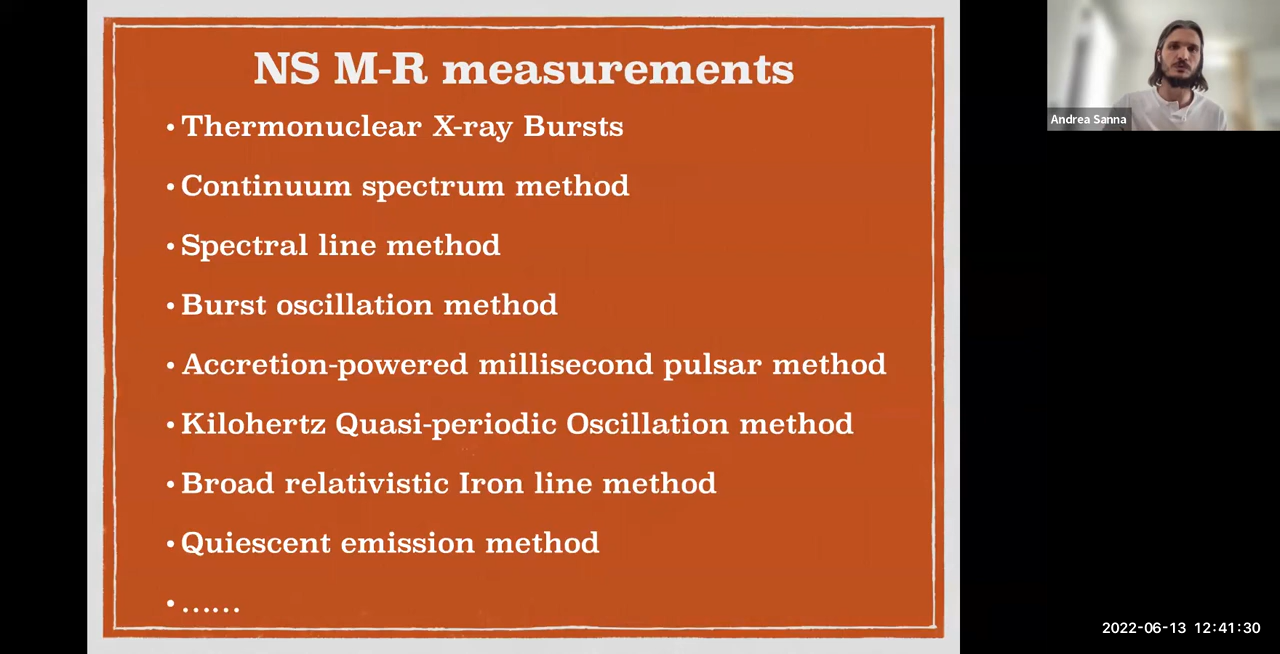 NS M-R measurements
• Thermonuclear X-ray Bursts
• Continuum spectrum method
• Spectral line method
• Burst oscillation method
• Accretion-powered millisecond pulsar method
• Kilohertz Quasi-periodic Oscillation method
• Broad relativistic Iron line method
• Quiescent emission method
• ......
Andrea Sanna
2022-06-13 12:41:30